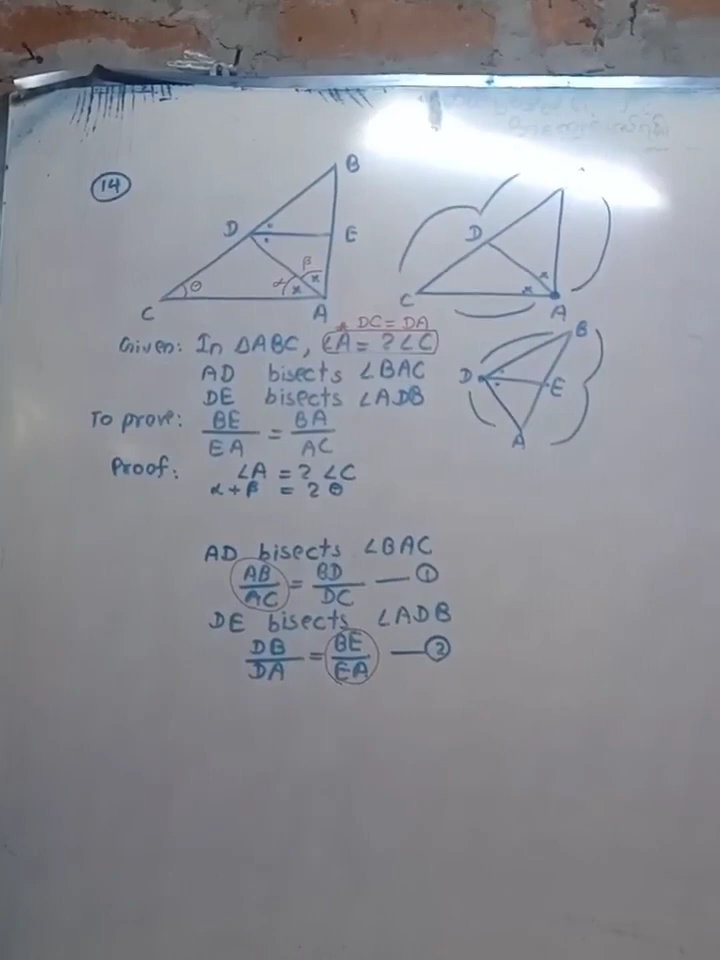 14
B
D
E
β
θ
α
x
x
C
A
D
x
x
C
A
B
D
E
A
DC = DA
Given: In ΔABC, ∠A = 2∠C
AD bisects ∠BAC
DE bisects ∠ADB
To prove: BE/EA = BA/AC
Proof: ∠A = 2∠C
α + β = 2θ
AD bisects ∠BAC
AB/AC = BD/DC — ①
DE bisects ∠ADB
DB/DA = BE/EA — ②